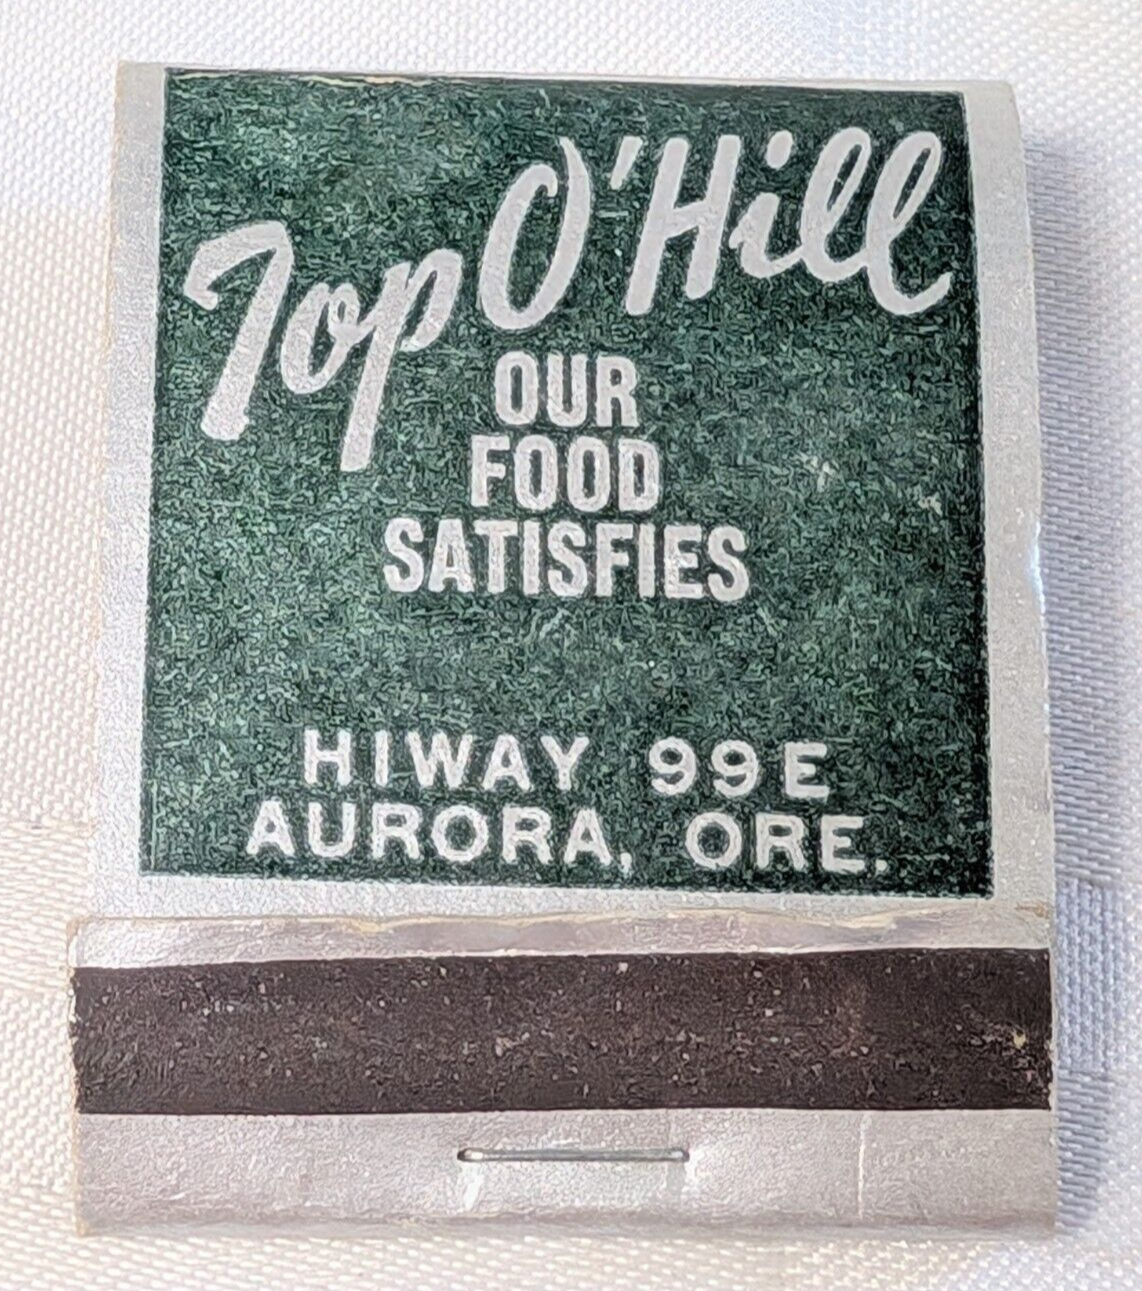 Top O'Hill
OUR
FOOD
SATISFIES
HIWAY 99E
AURORA, ORE.